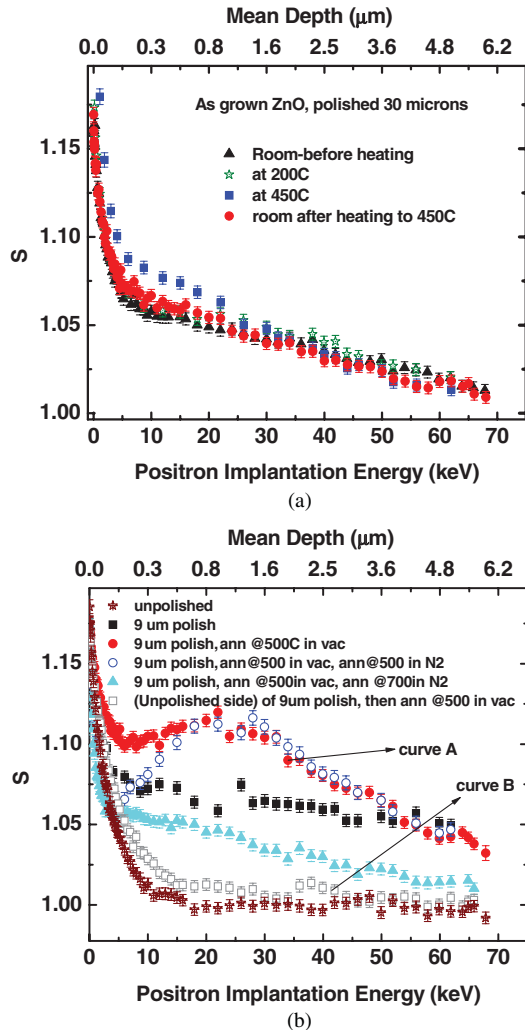 Mean Depth (μm)
0.0 0.3 0.8 1.6 2.5 3.6 4.8 6.2
As grown ZnO, polished 30 microns
Room-before heating
at 200C
at 450C
room after heating to 450C
1.15
1.10
1.05
1.00
S
0 10 20 30 40 50 60 70
Positron Implantation Energy (keV)
(a)
Mean Depth (μm)
0.0 0.3 0.8 1.6 2.5 3.6 4.8 6.2
unpolished
9 um polish
9 um polish, ann @500C in vac
9 um polish, ann@500 in vac, ann@500 in N2
9 um polish, ann @500in vac, ann @700in N2
(Unpolished side) of 9um polish, then ann @500 in vac
curve A
curve B
1.15
1.10
1.05
1.00
S
0 10 20 30 40 50 60 70
Positron Implantation Energy (keV)
(b)